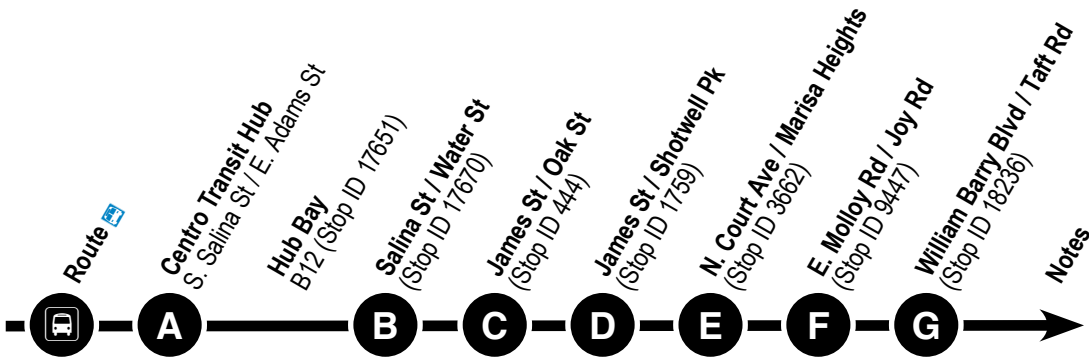 Route
Centro Transit Hub
S. Salina St / E. Adams St
Hub Bay
B12 (Stop ID 17651)
Salina St / Water St
(Stop ID 17670)
James St / Oak St
(Stop ID 444)
James St / Shotwell Pk
(Stop ID 1759)
N. Court Ave / Marisa Heights
(Stop ID 3662)
E. Molloy Rd / Joy Rd
(Stop ID 9447)
William Barry Blvd / Taft Rd
(Stop ID 18236)
Notes
A B C D E F G